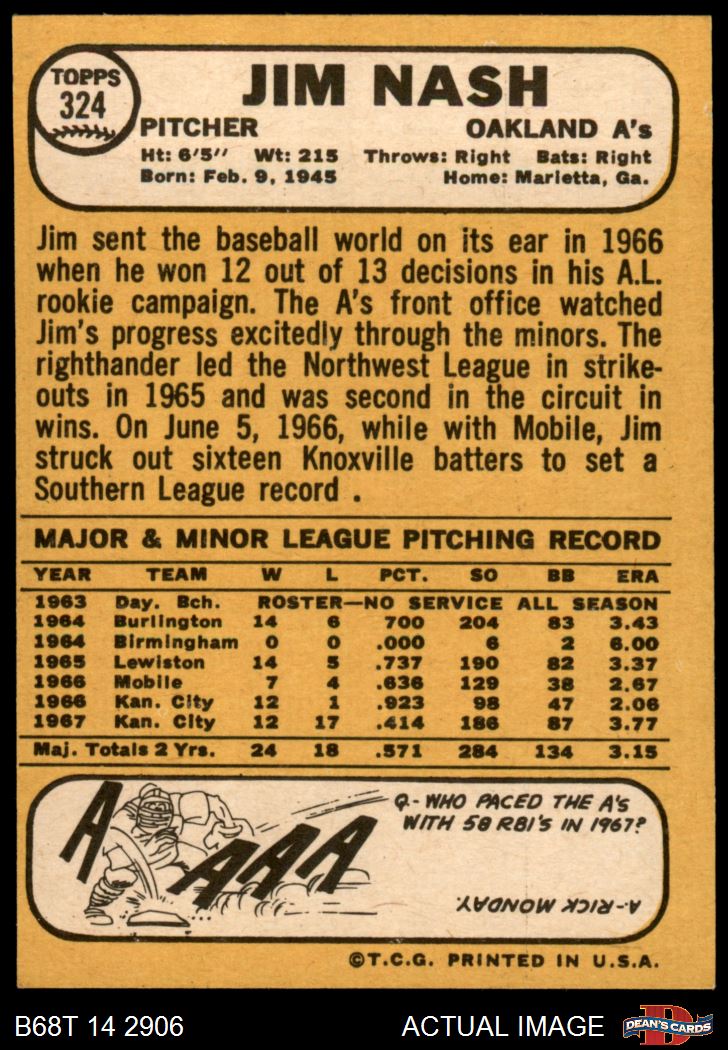 TOPPS
324
JIM NASH
PITCHER OAKLAND A's
Ht: 6'5" Wt: 215 Throws: Right Bats: Right
Born: Feb. 9, 1945 Home: Marietta, Ga.
Jim sent the baseball world on its ear in 1966
when he won 12 out of 13 decisions in his A.L.
rookie campaign. The A's front office watched
Jim's progress excitedly through the minors. The
righthander led the Northwest League in strike-
outs in 1965 and was second in the circuit in
wins. On June 5, 1966, while with Mobile, Jim
struck out sixteen Knoxville batters to set a
Southern League record .
MAJOR & MINOR LEAGUE PITCHING RECORD
YEAR TEAM W L PCT. SO BB ERA
1963 Day. Bch. ROSTER—NO SERVICE ALL SEASON
1964 Burlington 14 6 700 204 83 3.43
1964 Birmingham 0 0 .000 6 2 6.00
1965 Lewiston 14 5 .737 190 82 3.37
1966 Mobile 7 4 .636 129 38 2.67
1966 Kan. City 12 1 .923 98 47 2.06
1967 Kan. City 12 17 .414 186 87 3.77
Maj. Totals 2 Yrs. 24 18 .571 284 134 3.15
A AAA
Q-WHO PACED THE A'S
WITH 58 RBI'S IN 1967?
A-RICK MONDAY.
©T.C.G. PRINTED IN U.S.A.
B68T 14 2906 ACTUAL IMAGE
D
DEAN'S CARDS